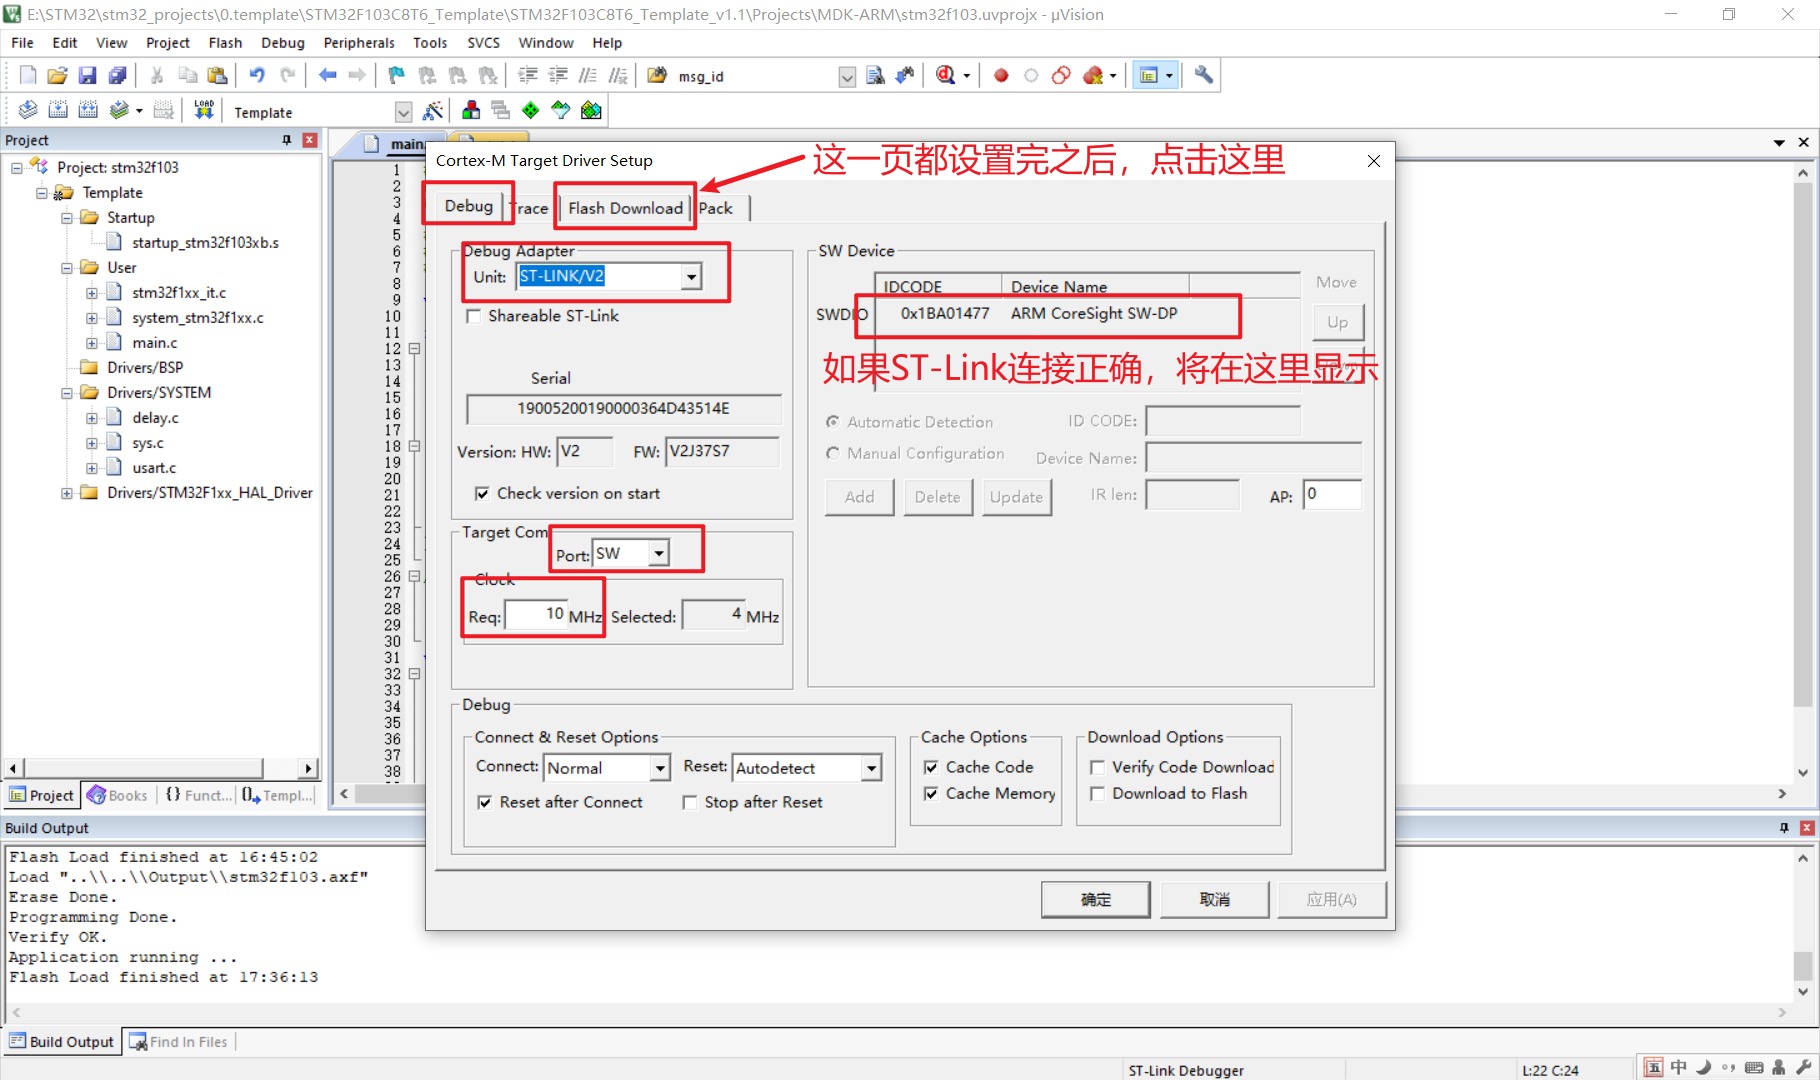 E:\STM32\stm32_projects\0.template\STM32F103C8T6_Template\STM32F103C8T6_Template_v1.1\Projects\MDK-ARM\stm32f103.uvprojx - µVision
File Edit View Project Flash Debug Peripherals Tools SVCS Window Help
msg_id
LOAD Template
Project
Project: stm32f103
Template
Startup
startup_stm32f103xb.s
User
stm32f1xx_it.c
system_stm32f1xx.c
main.c
Drivers/BSP
Drivers/SYSTEM
delay.c
sys.c
usart.c
Drivers/STM32F1xx_HAL_Driver
Project Books {} Funct... Templ...
main.
1
2
3
4
5
6
7
8
9
10
11
12
13
14
15
16
17
18
19
20
21
22
23
24
25
26
27
28
29
30
31
32
33
34
35
36
37
38
Cortex-M Target Driver Setup
这一页都设置完之后，点击这里
Debug Trace Flash Download Pack
Debug Adapter
Unit: ST-LINK/V2
Shareable ST-Link
Serial
19005200190000364D43514E
Version: HW: V2 FW: V2J37S7
Check version on start
Target Com
Port: SW
Clock
Req: 10 MHz Selected: 4 MHz
SW Device
IDCODE Device Name
SWDIO 0x1BA01477 ARM CoreSight SW-DP
Move
Up
如果ST-Link连接正确，将在这里显示
Automatic Detection ID CODE:
Manual Configuration Device Name:
Add Delete Update IR len: AP: 0
Debug
Connect & Reset Options
Connect: Normal Reset: Autodetect
Reset after Connect Stop after Reset
Cache Options
Cache Code
Cache Memory
Download Options
Verify Code Download
Download to Flash
确定 取消 应用(A)
Build Output
Flash Load finished at 16:45:02
Load "..\\..\\Output\\stm32f103.axf"
Erase Done.
Programming Done.
Verify OK.
Application running ...
Flash Load finished at 17:36:13
Build Output Find In Files
ST-Link Debugger L:22 C:24
五 中